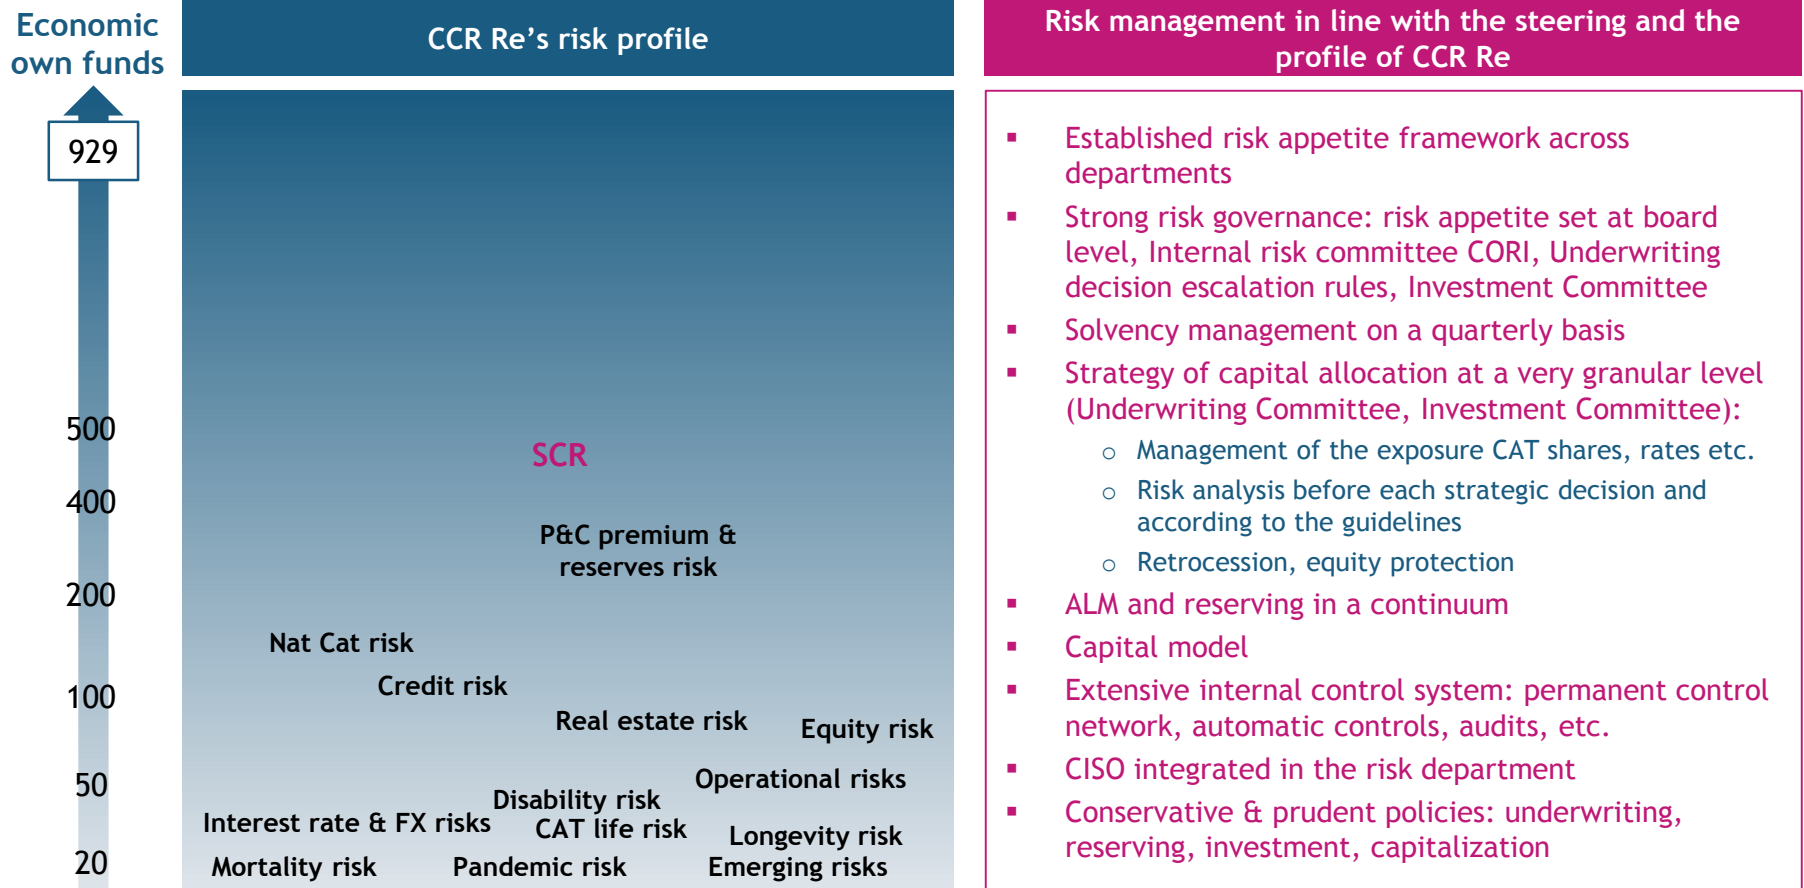 Economic
own funds
929
500
400
200
100
50
20
CCR Re’s risk profile
SCR
P&C premium &
reserves risk
Nat Cat risk
Credit risk
Real estate risk
Equity risk
Operational risks
Disability risk
Interest rate & FX risks
CAT life risk
Longevity risk
Mortality risk
Pandemic risk
Emerging risks
Risk management in line with the steering and the
profile of CCR Re
▪ Established risk appetite framework across
departments
▪ Strong risk governance: risk appetite set at board
level, Internal risk committee CORI, Underwriting
decision escalation rules, Investment Committee
▪ Solvency management on a quarterly basis
▪ Strategy of capital allocation at a very granular level
(Underwriting Committee, Investment Committee):
o Management of the exposure CAT shares, rates etc.
o Risk analysis before each strategic decision and
according to the guidelines
o Retrocession, equity protection
▪ ALM and reserving in a continuum
▪ Capital model
▪ Extensive internal control system: permanent control
network, automatic controls, audits, etc.
▪ CISO integrated in the risk department
▪ Conservative & prudent policies: underwriting,
reserving, investment, capitalization